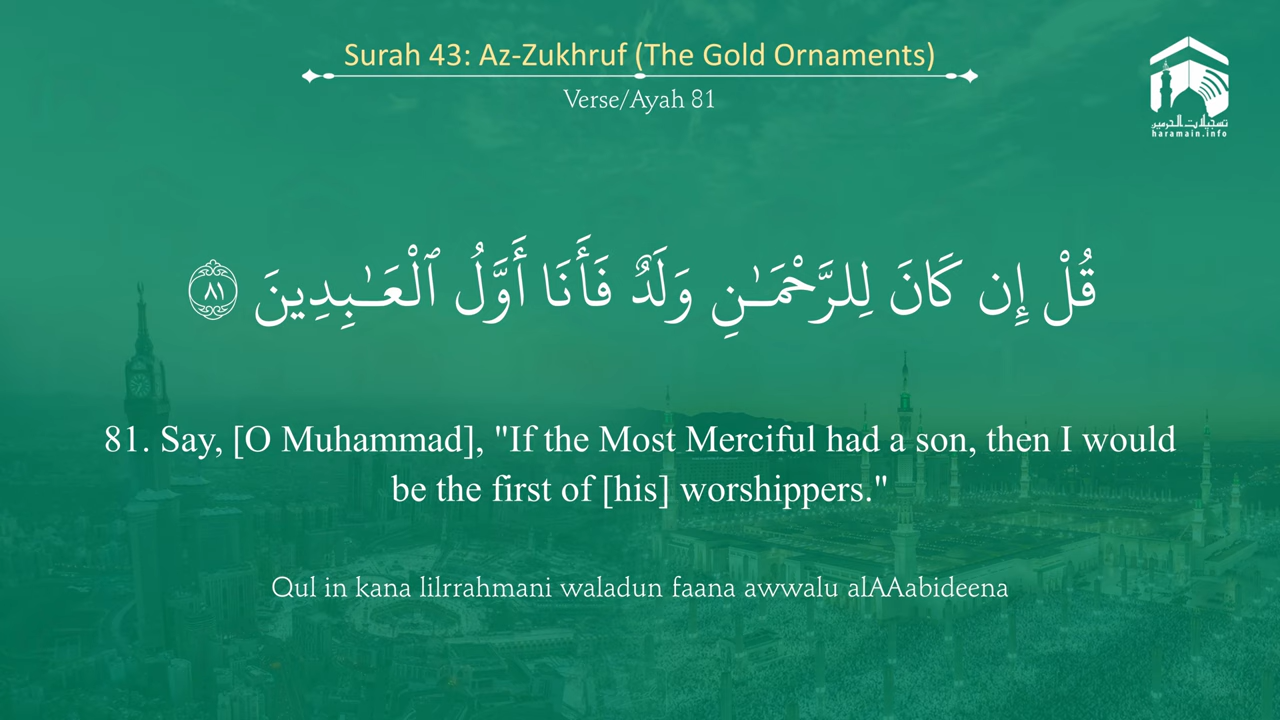 Surah 43: Az-Zukhruf (The Gold Ornaments)
Verse/Ayah 81
تسجيلات الحرمين
haramain.info
قُلْ إِن كَانَ لِلرَّحْمَـٰنِ وَلَدٌ فَأَنَا أَوَّلُ ٱلْعَـٰبِدِينَ ٨١
81. Say, [O Muhammad], "If the Most Merciful had a son, then I would
be the first of [his] worshippers."
Qul in kana lilrrahmani waladun faana awwalu alAAabideena